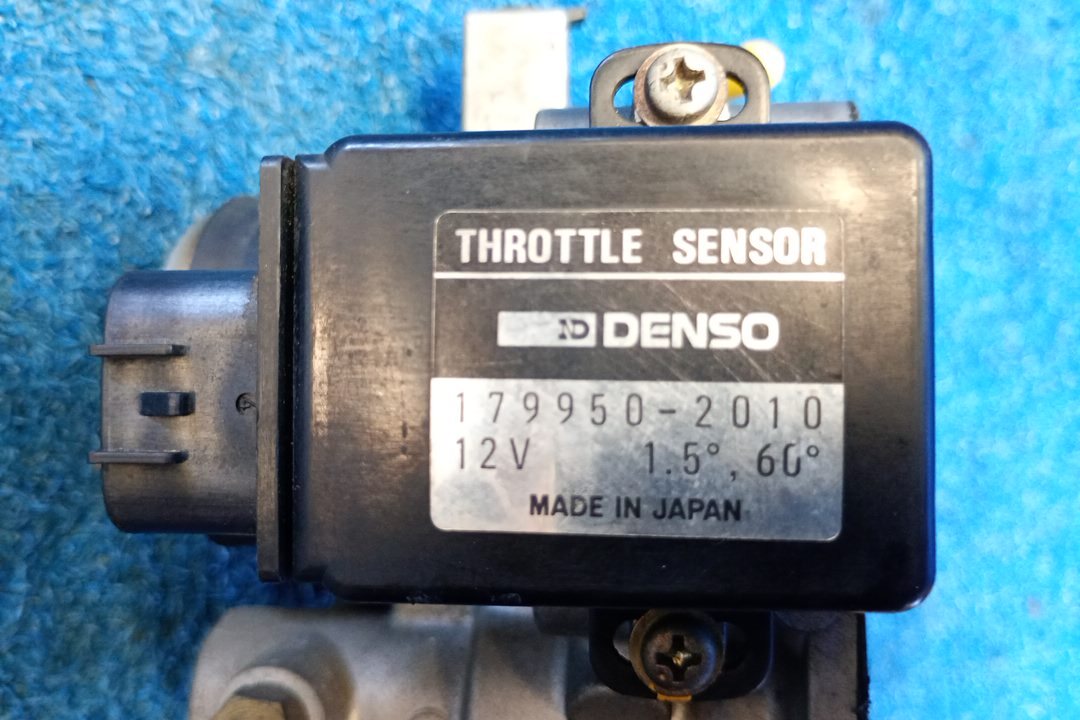 THROTTLE SENSOR
ND DENSO
179950-2010
12V 1.5°, 60°
MADE IN JAPAN